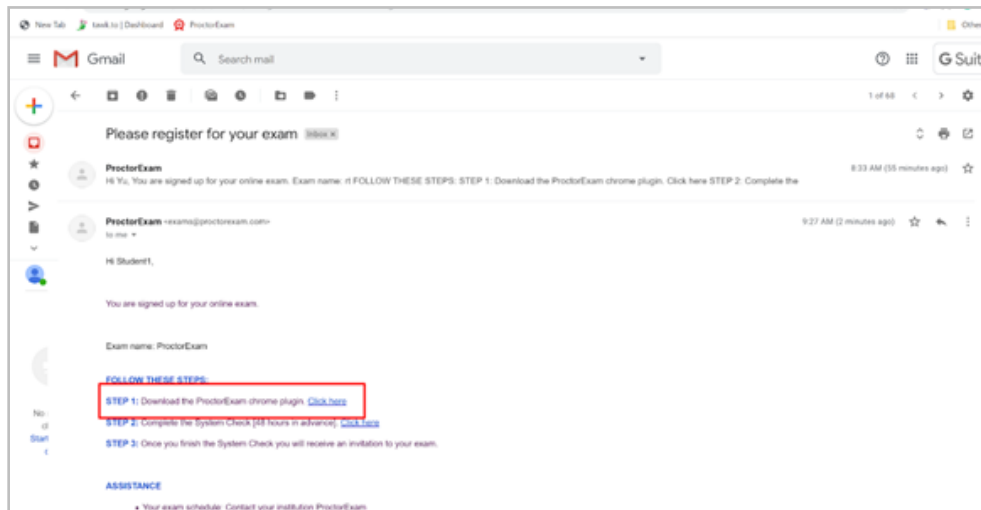 New Tab tawk.to | Dashboard ProctorExam Othe
Gmail Search mail G Suit
1 of 68
Please register for your exam Inbox x
ProctorExam 8:33 AM (55 minutes ago)
Hi Yu, You are signed up for your online exam. Exam name: rt FOLLOW THESE STEPS: STEP 1: Download the ProctorExam chrome plugin. Click here STEP 2: Complete the
ProctorExam <exams@proctorexam.com> 9:27 AM (2 minutes ago)
to me
Hi Student1,
You are signed up for your online exam.
Exam name: ProctorExam
FOLLOW THESE STEPS:
STEP 1: Download the ProctorExam chrome plugin. Click here
No
STEP 2: Complete the System Check [48 hours in advance]. Click here
Start
STEP 3: Once you finish the System Check you will receive an invitation to your exam.
ASSISTANCE
• Your exam schedule: Contact your institution ProctorExam